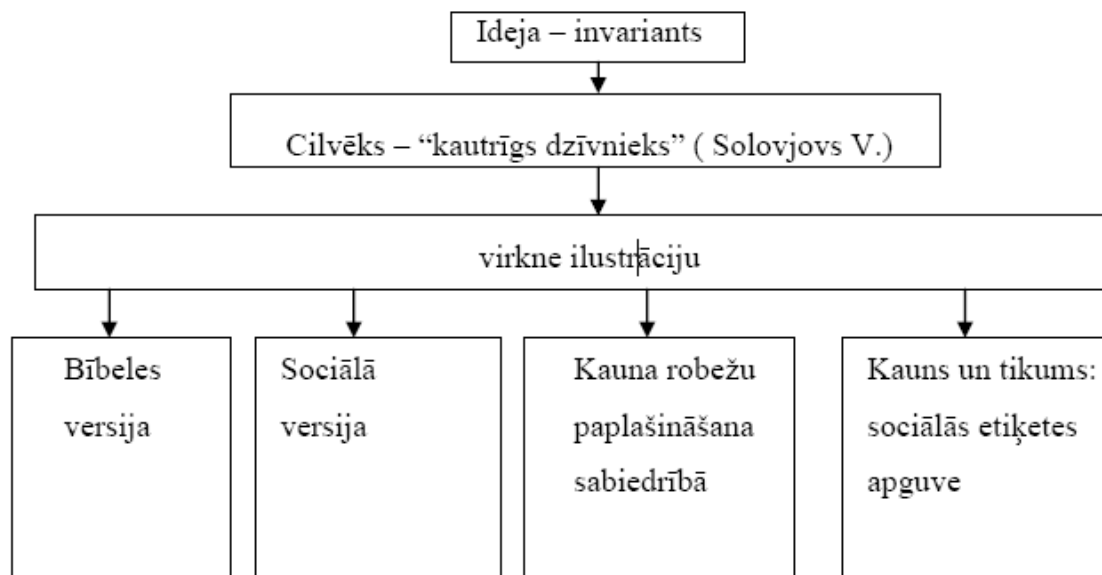 Ideja – invariants
Cilvēks – “kautrīgs dzīvnieks” ( Solovjovs V.)
virkne ilustrāciju
Bībeles
versija
Sociālā
versija
Kauna robežu
paplašināšana
sabiedrībā
Kauns un tikums:
sociālās etiķetes
apguve